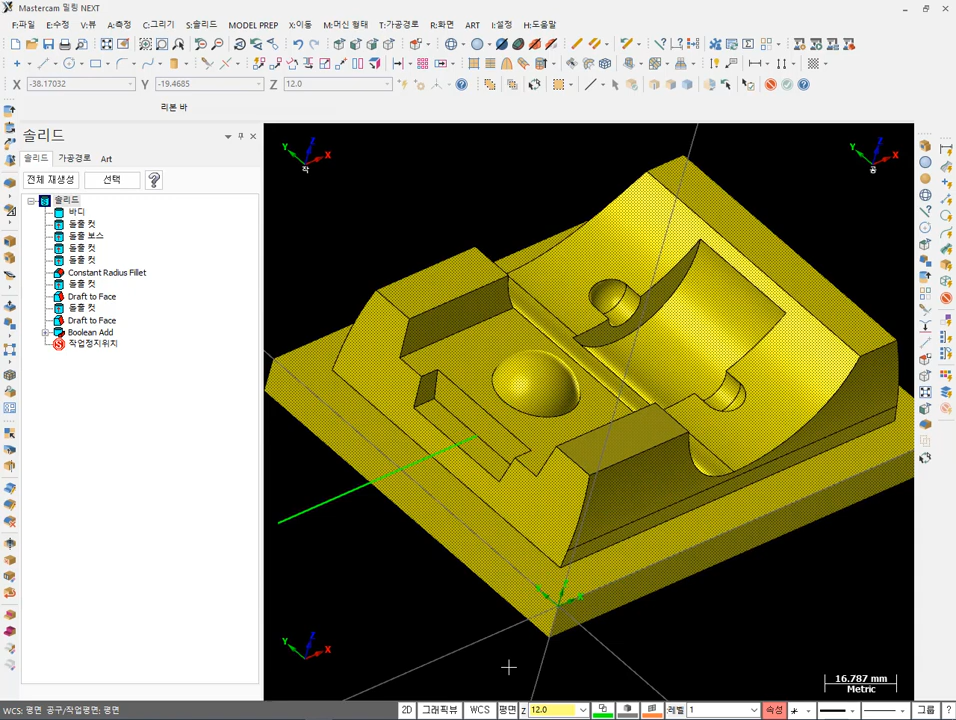 Mastercam 밀링 NEXT
F:파일 E:수정 V:뷰 A:측정 C:그리기 S:솔리드 MODEL PREP X:이동 M:머신 형태 T:가공경로 R:화면 ART I:설정 H:도움말
X -38.17032 Y -19.4685 Z 12.0
리본 바
솔리드
솔리드 가공경로 Art
전체 재생성 선택
솔리드
바디
돌출 컷
돌출 보스
돌출 컷
돌출 컷
Constant Radius Fillet
돌출 컷
Draft to Face
돌출 컷
Draft to Face
Boolean Add
작업정지위치
Y Z X
작
Y Z X
공
Y Z X
16.787 mm
Metric
WCS: 평면 공구/작업평면: 평면 2D 그래픽뷰 WCS 평면 Z 12.0 레벨 1 속성 그룹 ?